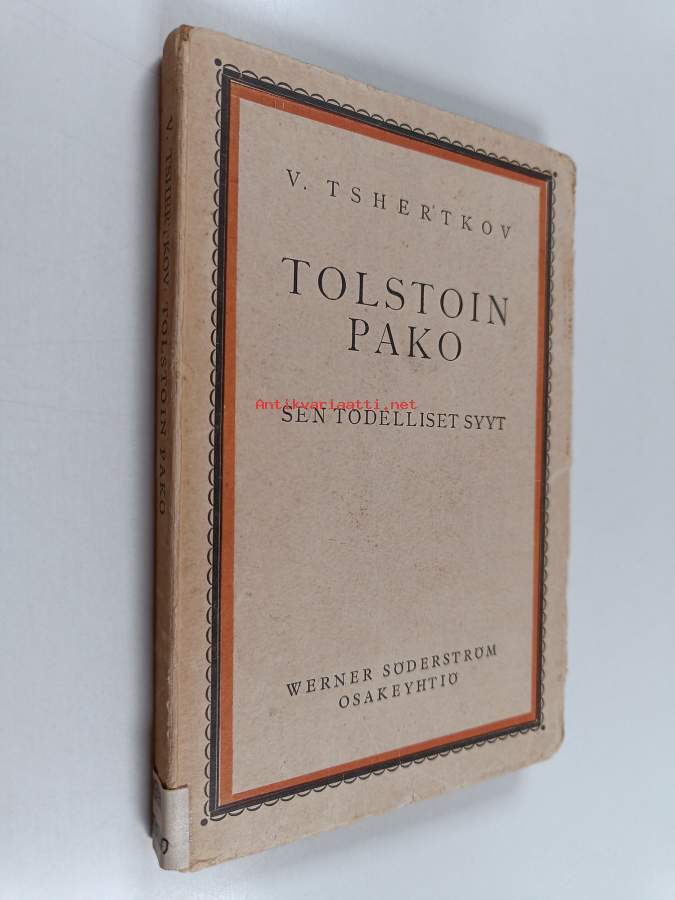 V. TSHERTKOV
TOLSTOIN
PAKO
Antikvariaatti.net
SEN TODELLISET SYYT
WERNER SÖDERSTRÖM
OSAKEYHTIÖ
V. TSHERTKOV TOLSTOIN PAKO